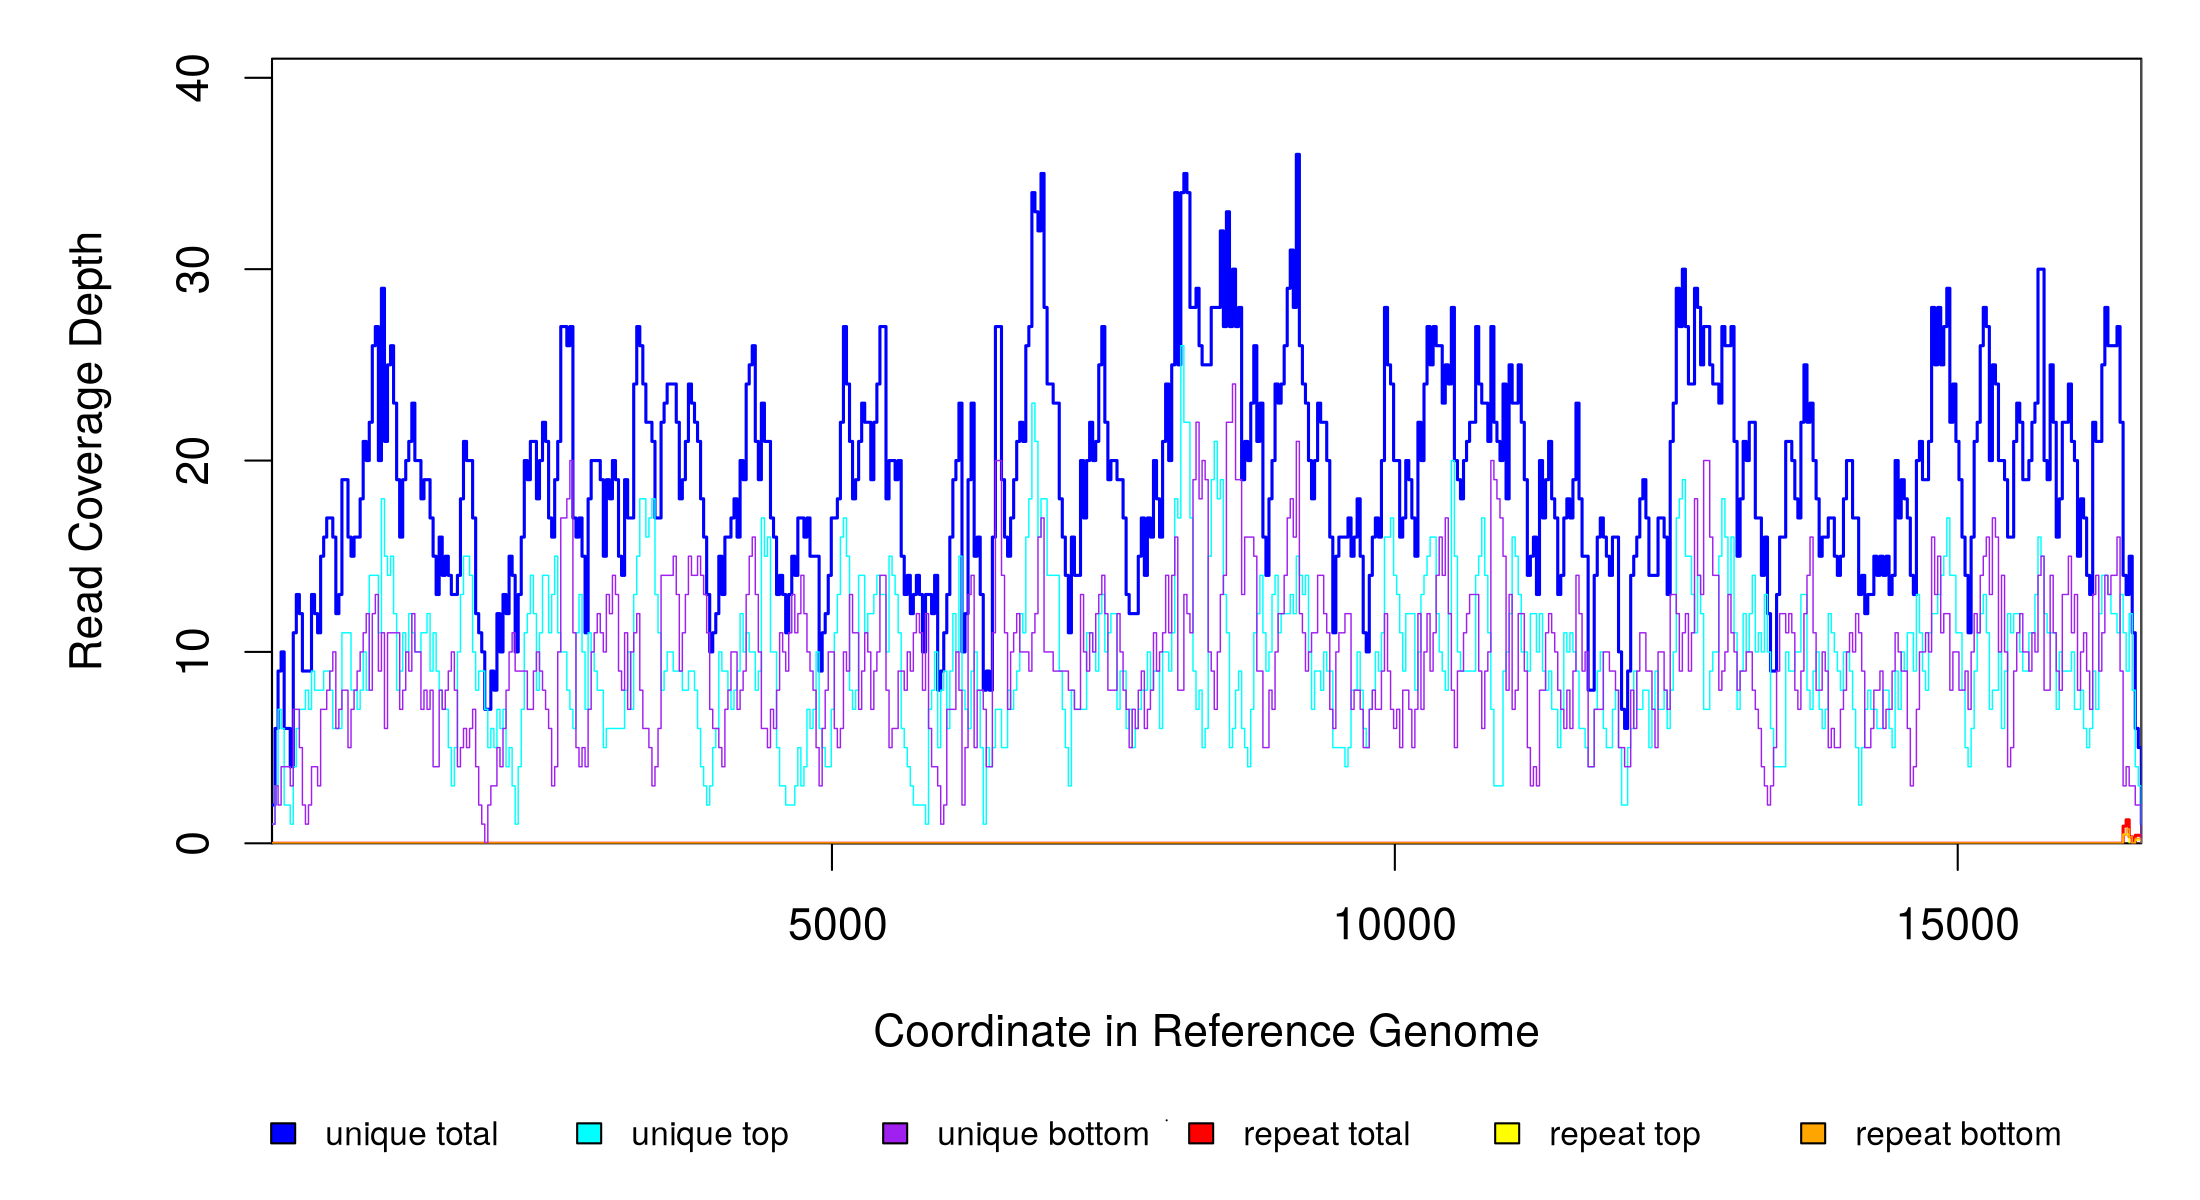 40
30
20
10
0
Read Coverage Depth
5000 10000 15000
Coordinate in Reference Genome
unique total unique top unique bottom repeat total repeat top repeat bottom